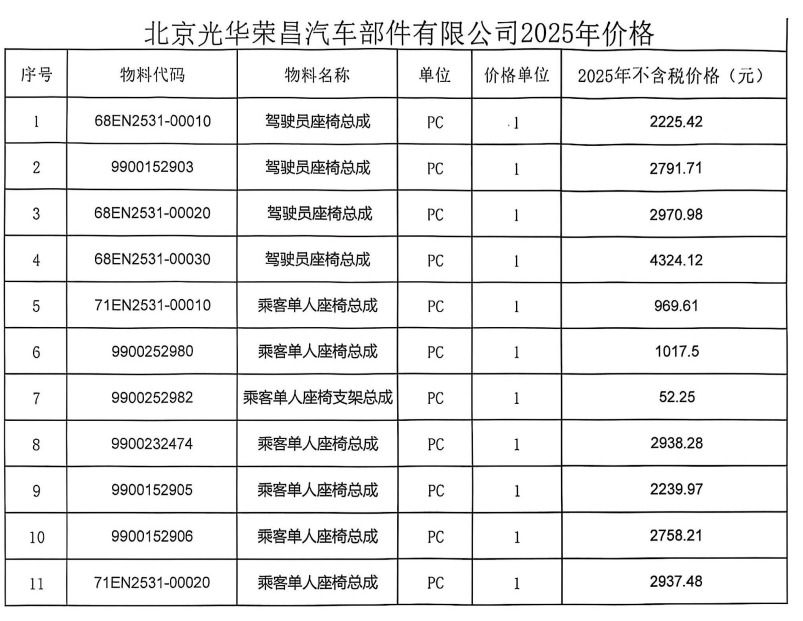 北京光华荣昌汽车部件有限公司2025年价格
序号 物料代码 物料名称 单位 价格单位 2025年不含税价格（元）
1 68EN2531-00010 驾驶员座椅总成 PC 1 2225.42
2 9900152903 驾驶员座椅总成 PC 1 2791.71
3 68EN2531-00020 驾驶员座椅总成 PC 1 2970.98
4 68EN2531-00030 驾驶员座椅总成 PC 1 4324.12
5 71EN2531-00010 乘客单人座椅总成 PC 1 969.61
6 9900252980 乘客单人座椅总成 PC 1 1017.5
7 9900252982 乘客单人座椅支架总成 PC 1 52.25
8 9900232474 乘客单人座椅总成 PC 1 2938.28
9 9900152905 乘客单人座椅总成 PC 1 2239.97
10 9900152906 乘客单人座椅总成 PC 1 2758.21
11 71EN2531-00020 乘客单人座椅总成 PC 1 2937.48